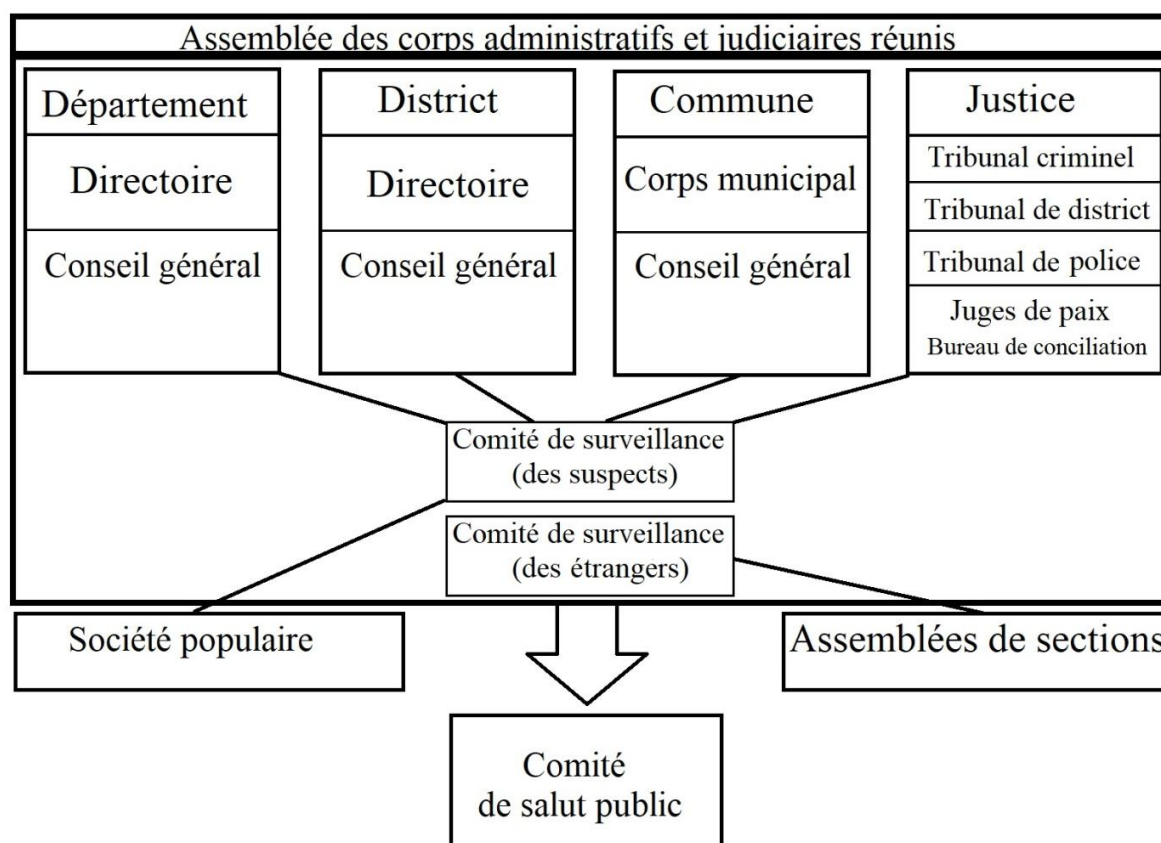 Assemblée des corps administratifs et judiciaires réunis
Département
Directoire
Conseil général
District
Directoire
Conseil général
Commune
Corps municipal
Conseil général
Justice
Tribunal criminel
Tribunal de district
Tribunal de police
Juges de paix
Bureau de conciliation
Comité de surveillance
(des suspects)
Comité de surveillance
(des étrangers)
Société populaire
Assemblées de sections
Comité
de salut public